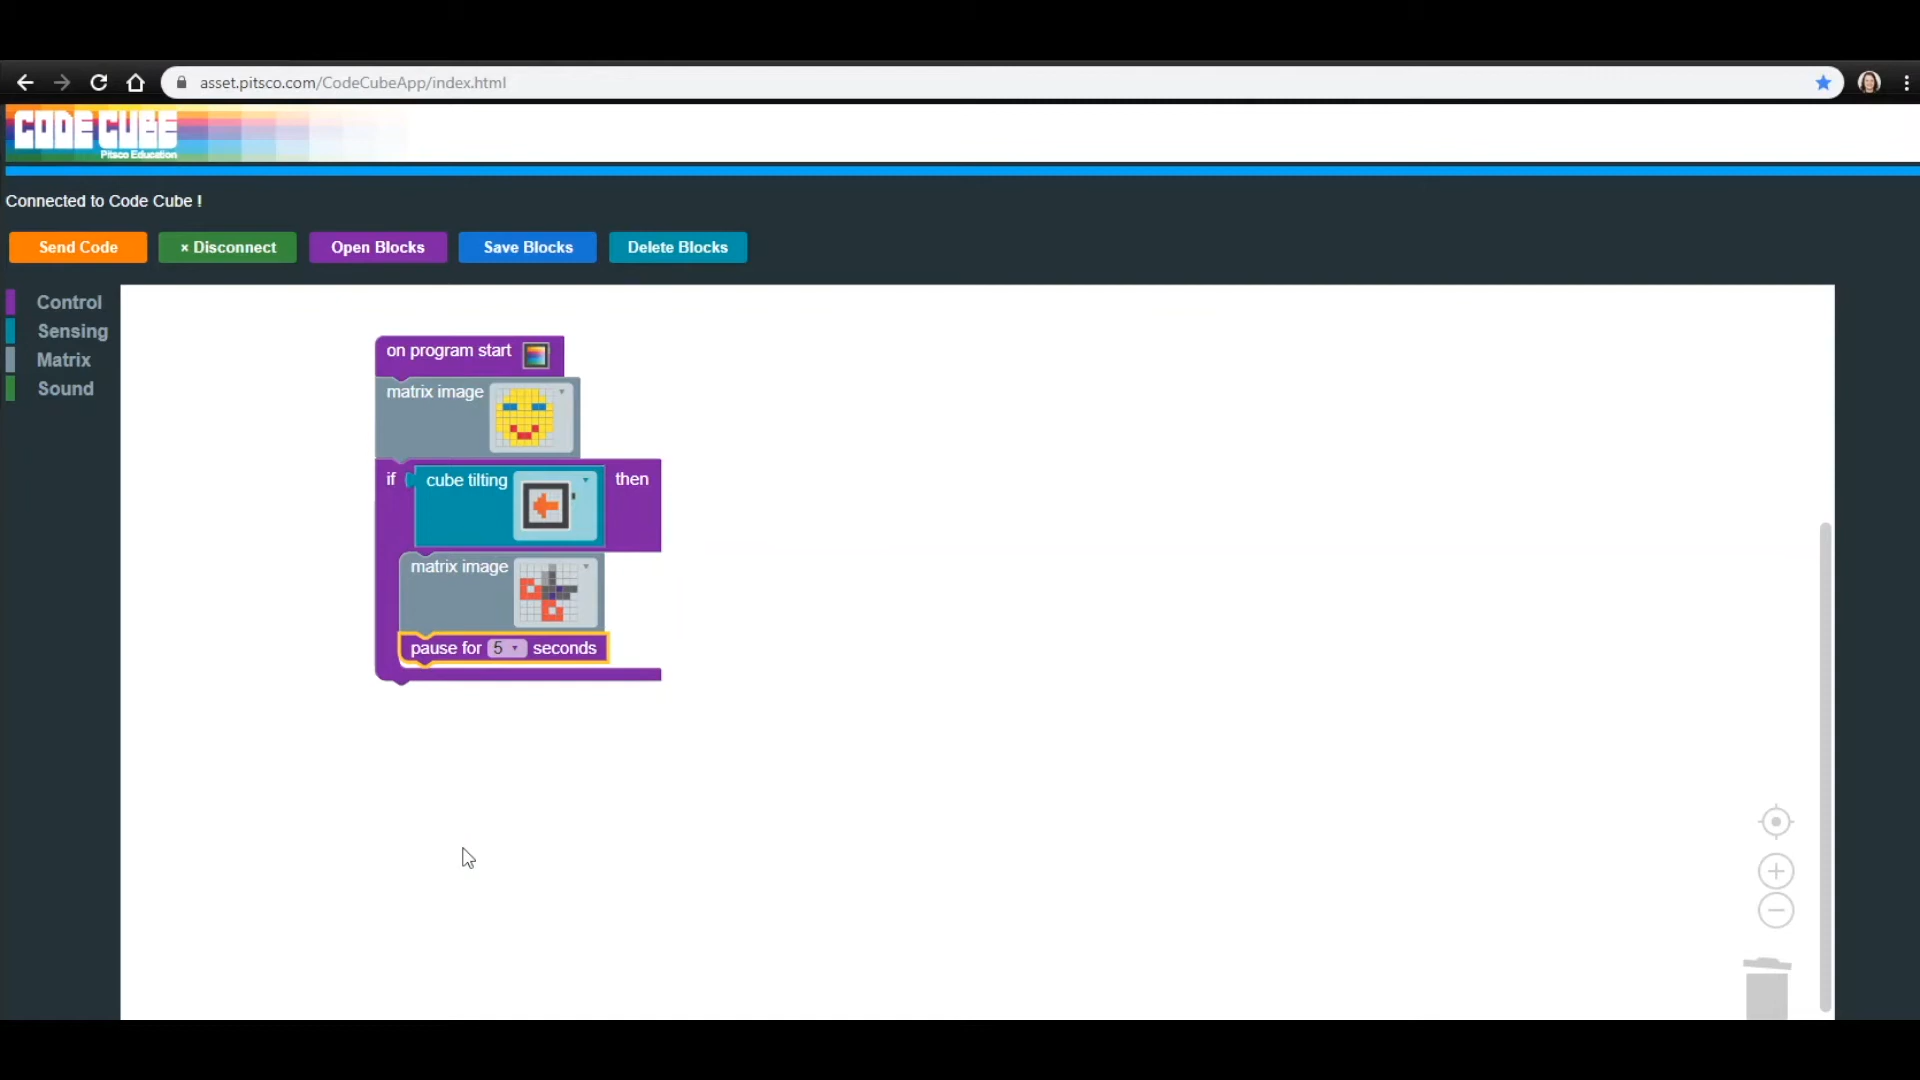 asset.pitsco.com/CodeCubeApp/index.html
CODE CUBE
Pitsco Education
Connected to Code Cube !
Send Code
× Disconnect
Open Blocks
Save Blocks
Delete Blocks
Control
Sensing
Matrix
Sound
on program start
matrix image
if cube tilting then
matrix image
pause for 5 seconds